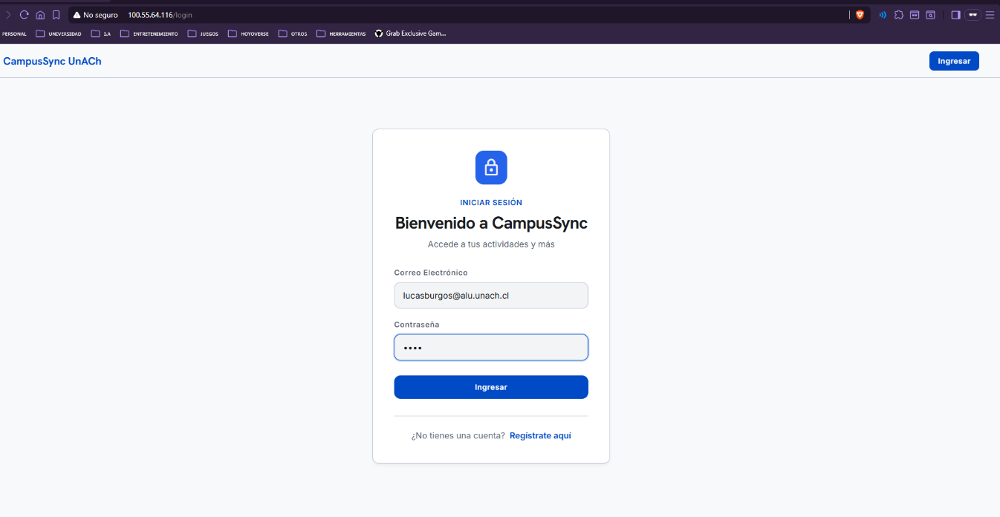 No seguro 100.55.64.116/login
PERSONAL UNIVERSIDAD I.A ENTRETENIMIENTO JUEGOS HOYOVERSE OTROS HERRAMIENTAS Grab Exclusive Gam...
CampusSync UnACh
Ingresar
INICIAR SESIÓN
Bienvenido a CampusSync
Accede a tus actividades y más
Correo Electrónico
lucasburgos@alu.unach.cl
Contraseña
••••
Ingresar
¿No tienes una cuenta? Regístrate aquí